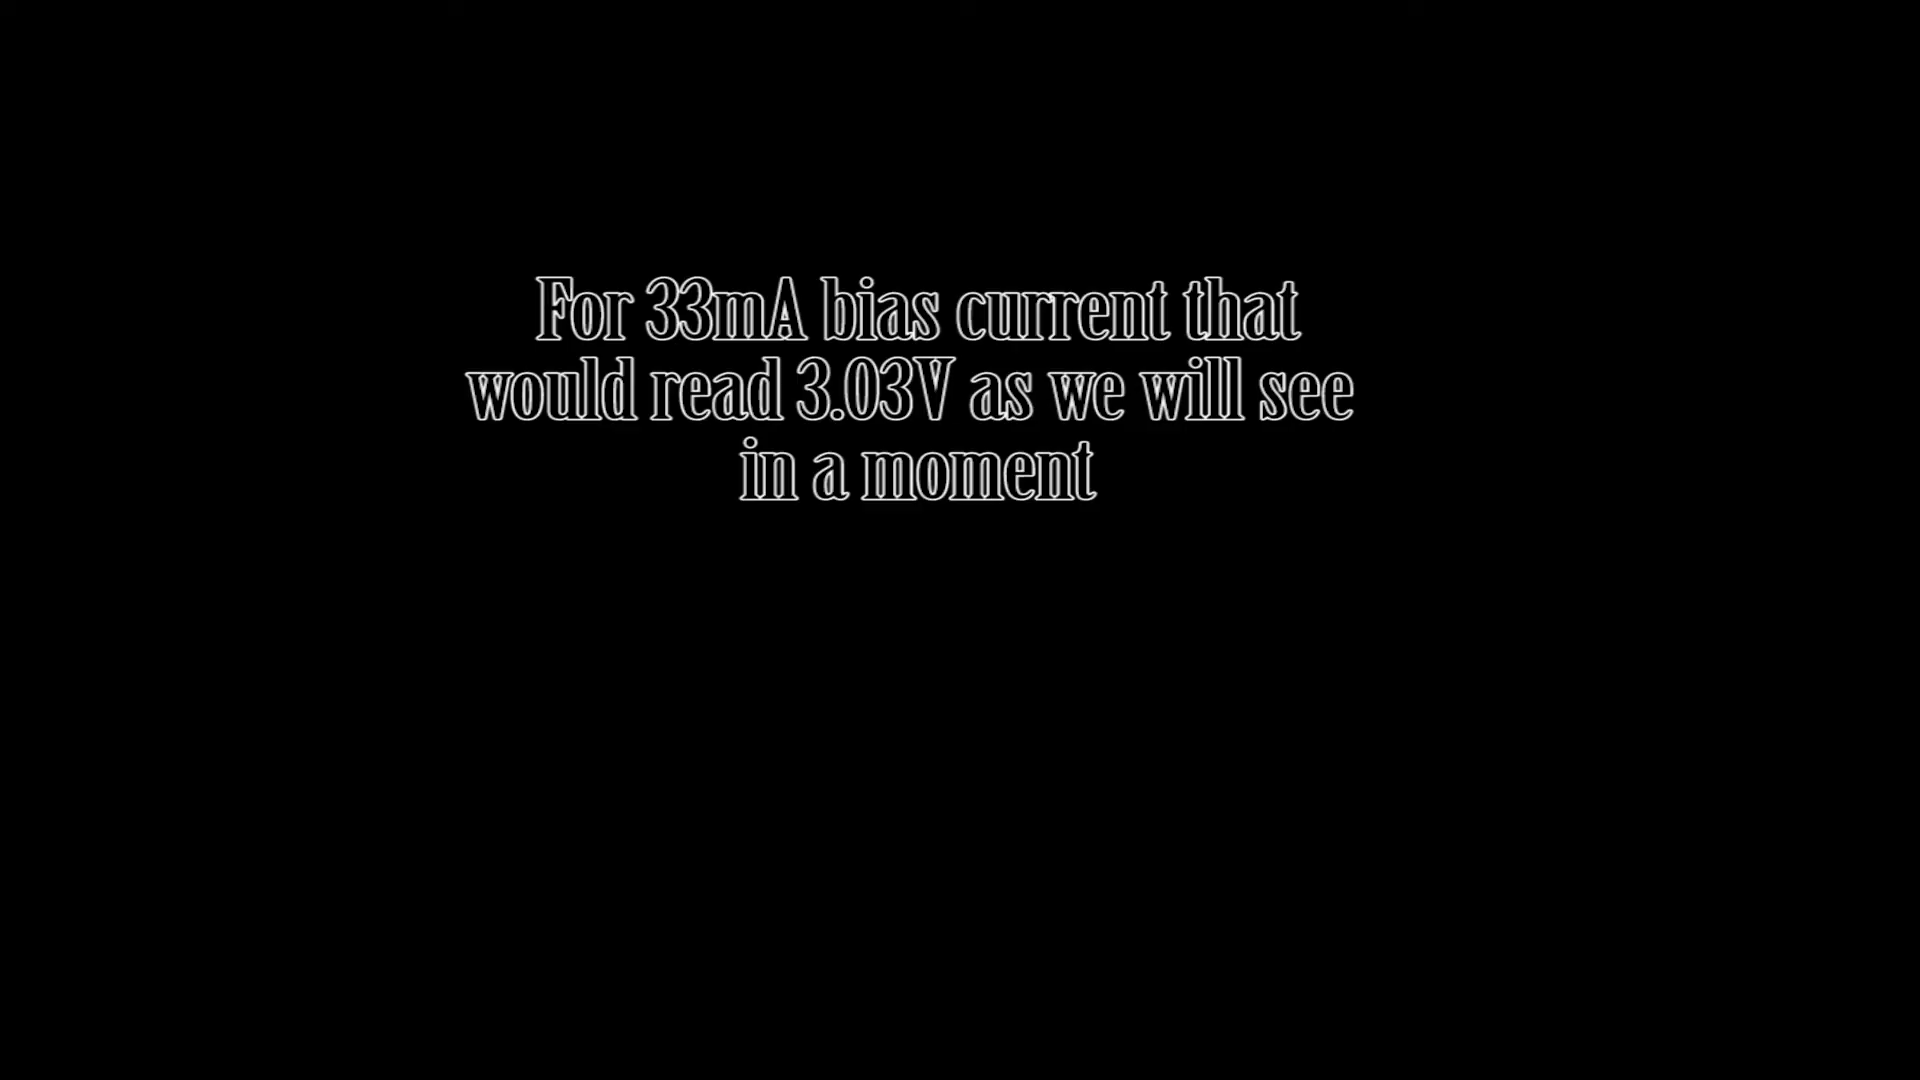 For 33mA bias current that
would read 3.03V as we will see
in a moment